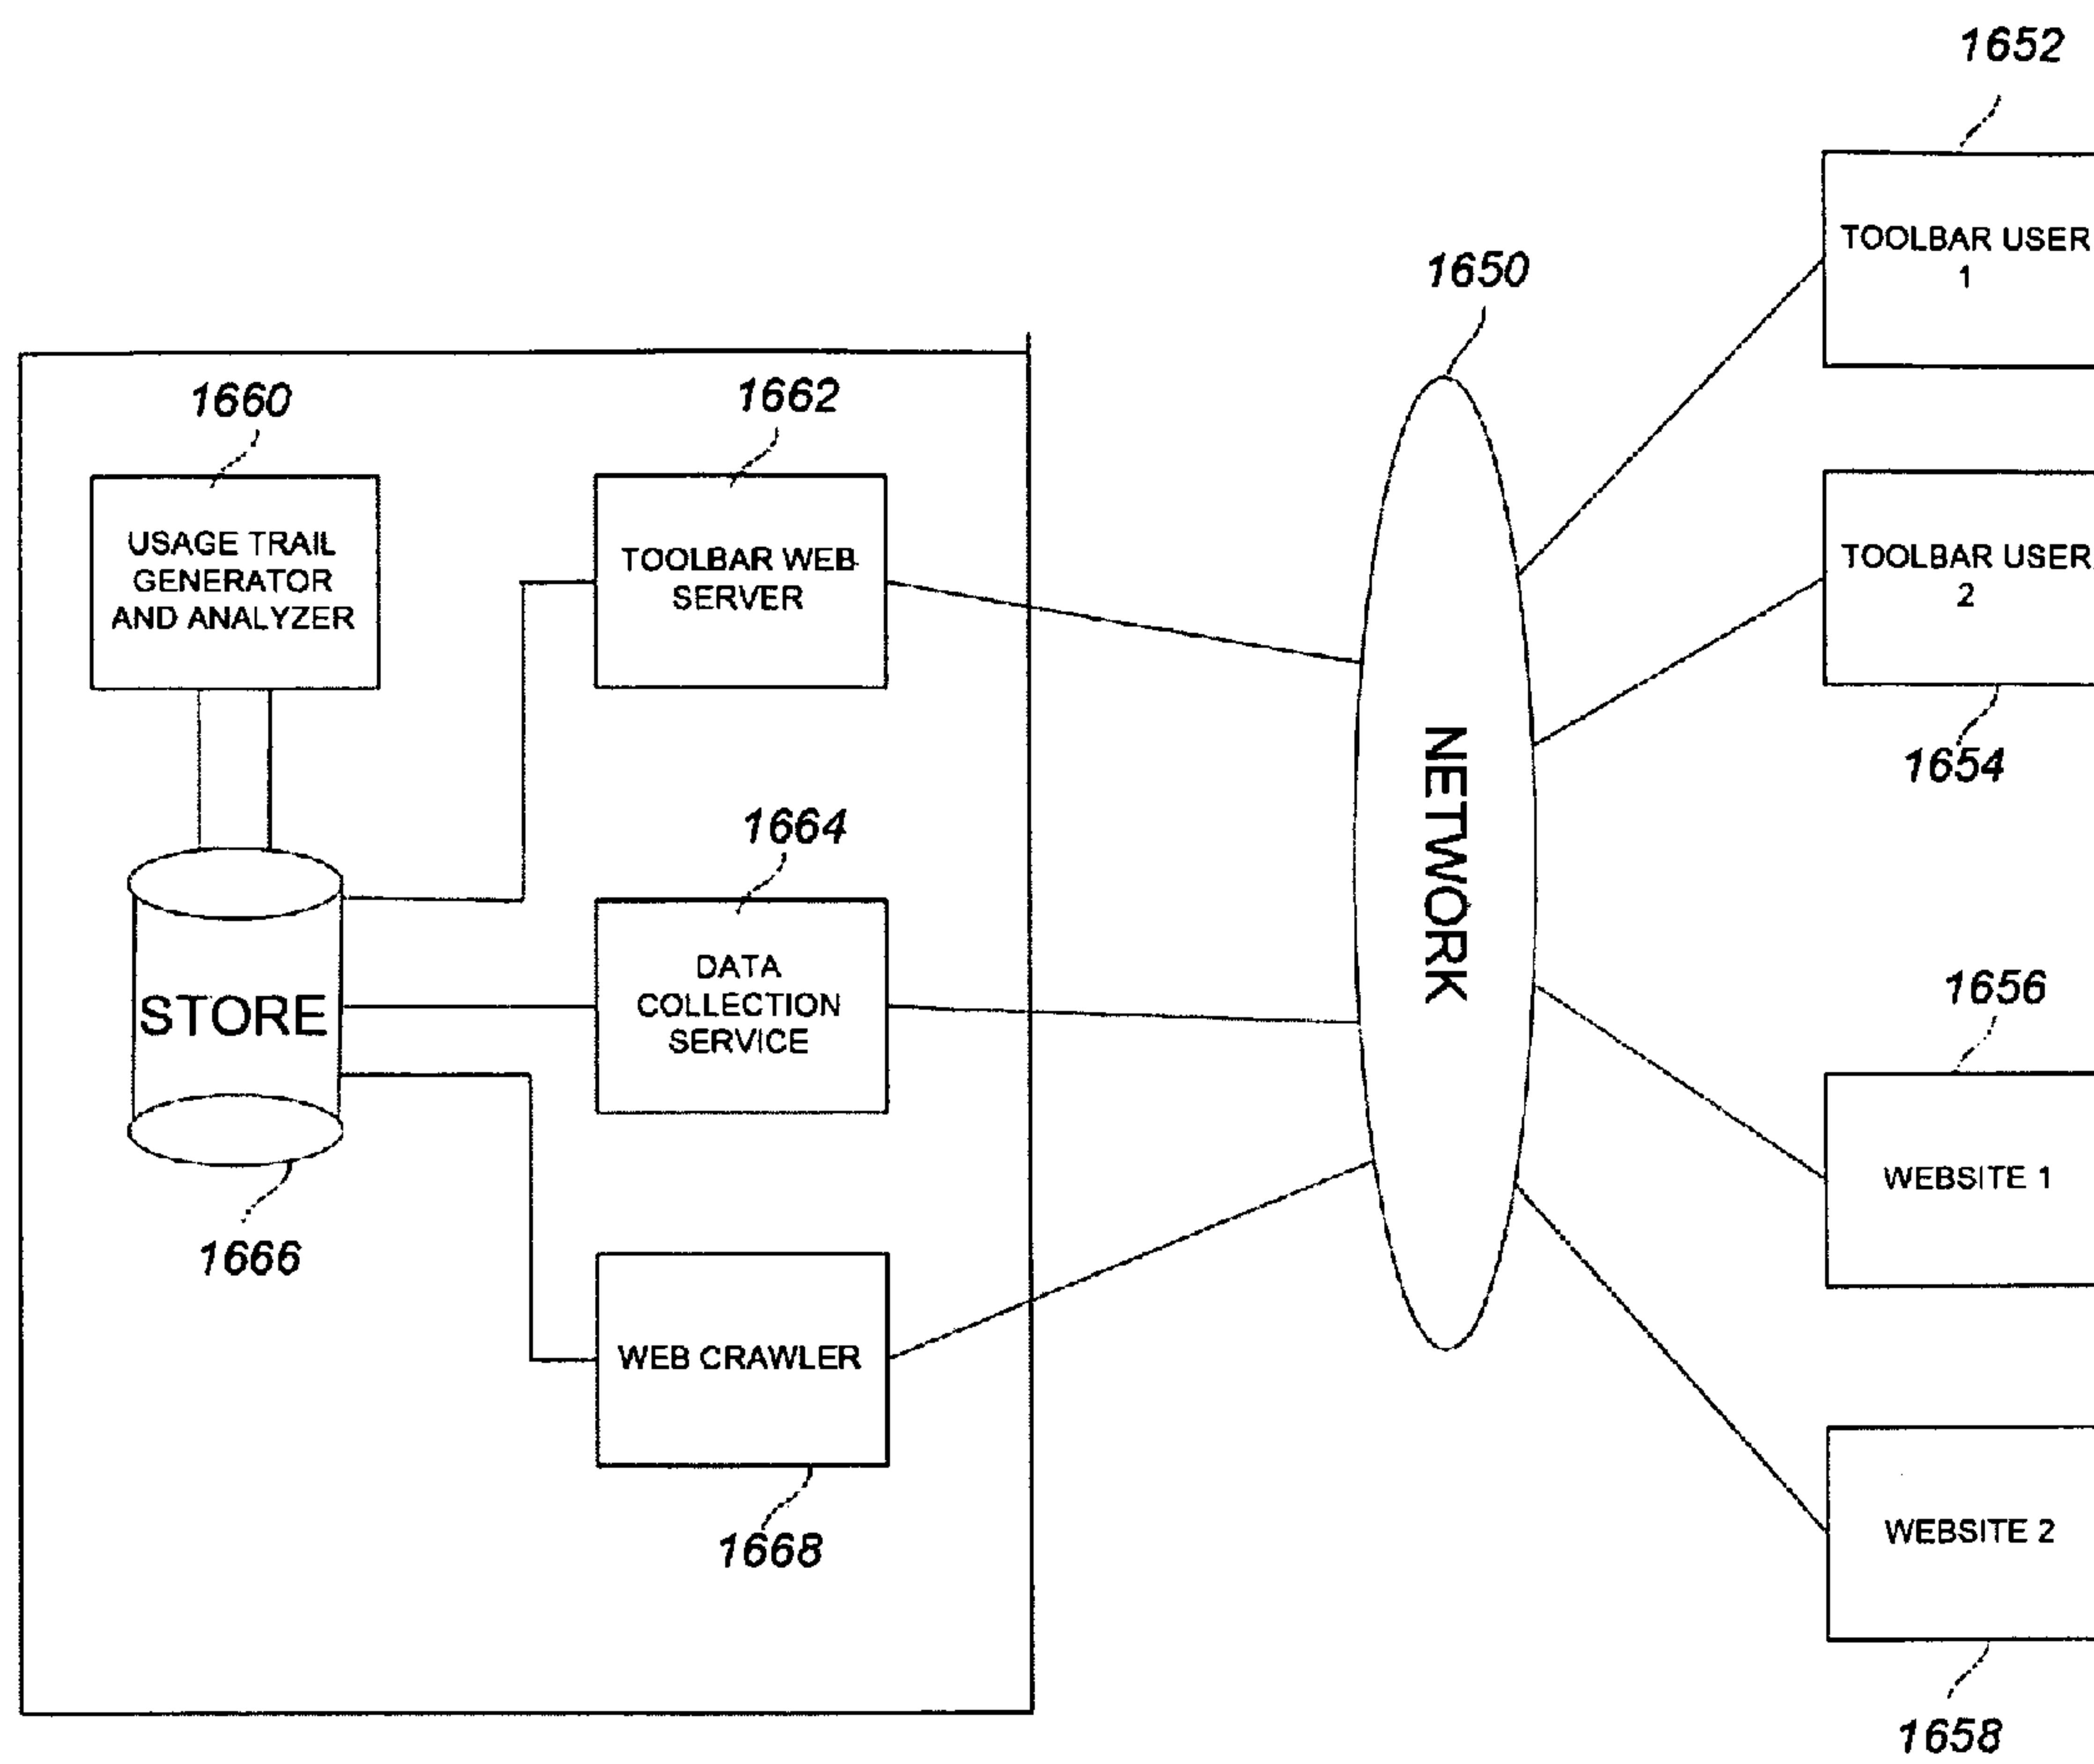 1652
TOOLBAR USER
1
1650
1660
1662
USAGE TRAIL
GENERATOR
AND ANALYZER
TOOLBAR WEB
SERVER
TOOLBAR USER
2
1654
NETWORK
1664
STORE
DATA
COLLECTION
SERVICE
1656
WEBSITE 1
1666
WEB CRAWLER
1668
WEBSITE 2
1658